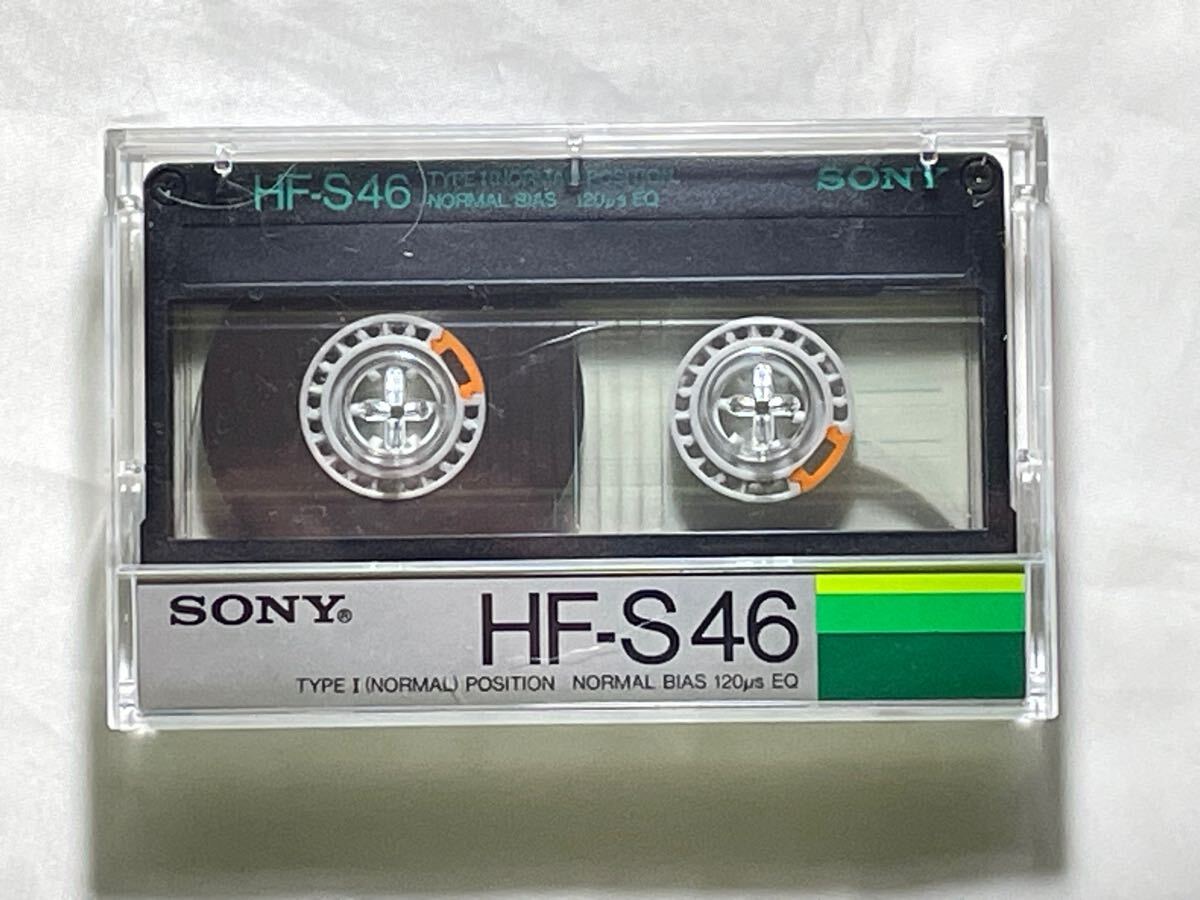 HF-S46 TYPE I (NORMAL) POSITION SONY
NORMAL BIAS 120μs EQ
SONY® HF-S46
TYPE I (NORMAL) POSITION NORMAL BIAS 120μs EQ